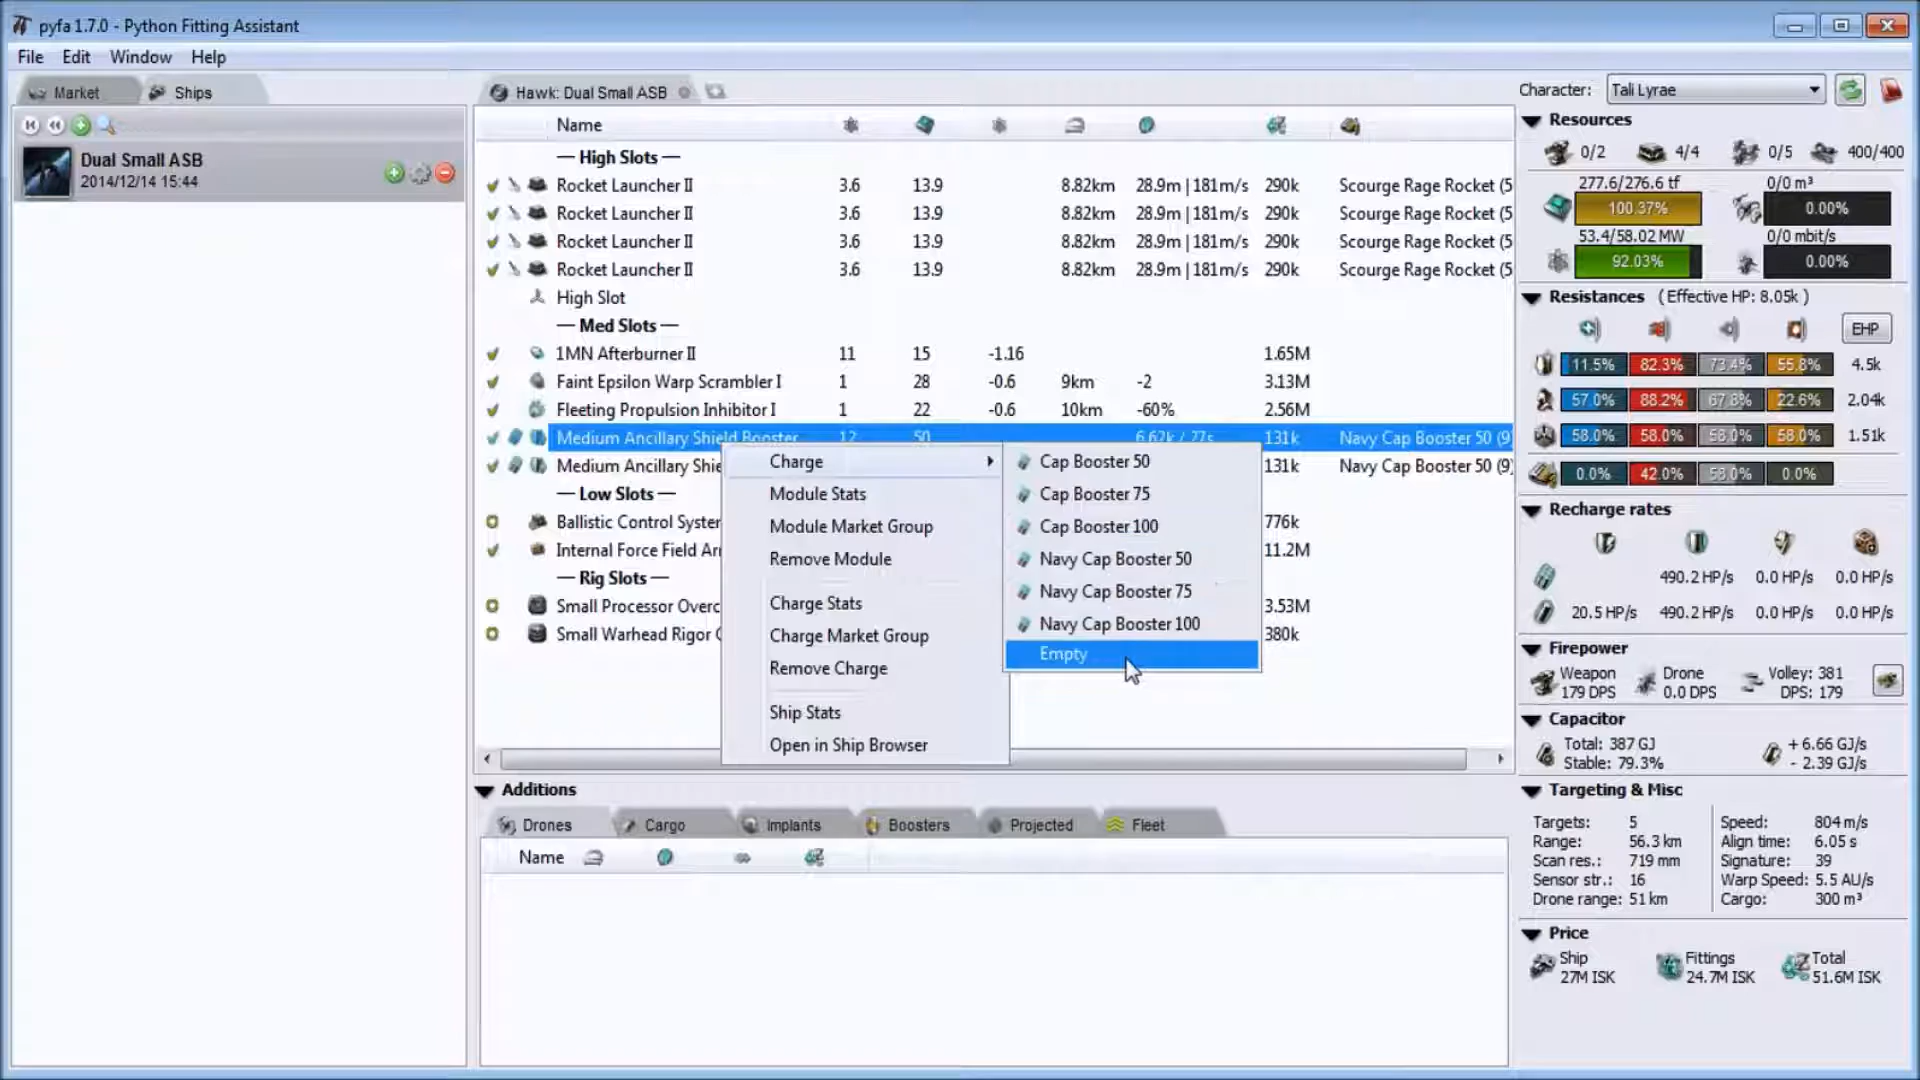 pyfa 1.7.0 - Python Fitting Assistant
File Edit Window Help
Market Ships
Dual Small ASB
2014/12/14 15:44
Hawk: Dual Small ASB
Name
— High Slots —
Rocket Launcher II 3.6 13.9 8.82km 28.9m | 181m/s 290k Scourge Rage Rocket (5
Rocket Launcher II 3.6 13.9 8.82km 28.9m | 181m/s 290k Scourge Rage Rocket (5
Rocket Launcher II 3.6 13.9 8.82km 28.9m | 181m/s 290k Scourge Rage Rocket (5
Rocket Launcher II 3.6 13.9 8.82km 28.9m | 181m/s 290k Scourge Rage Rocket (5
High Slot
— Med Slots —
1MN Afterburner II 11 15 -1.16 1.65M
Faint Epsilon Warp Scrambler I 1 28 -0.6 9km -2 3.13M
Fleeting Propulsion Inhibitor I 1 22 -0.6 10km -60% 2.56M
Medium Ancillary Shield Booster 12 50 6.62k / 27s 131k Navy Cap Booster 50 (9)
Medium Ancillary Shie 131k Navy Cap Booster 50 (9)
— Low Slots —
Ballistic Control System 776k
Internal Force Field Arr 11.2M
— Rig Slots —
Small Processor Overc 3.53M
Small Warhead Rigor C 380k
Charge
Module Stats
Module Market Group
Remove Module
Charge Stats
Charge Market Group
Remove Charge
Ship Stats
Open in Ship Browser
Cap Booster 50
Cap Booster 75
Cap Booster 100
Navy Cap Booster 50
Navy Cap Booster 75
Navy Cap Booster 100
Empty
Additions
Drones Cargo Implants Boosters Projected Fleet
Name
Character: Tali Lyrae
Resources
0/2 4/4 0/5 400/400
277.6/276.6 tf 0/0 m³
100.37% 0.00%
53.4/58.02 MW 0/0 mbit/s
92.03% 0.00%
Resistances ( Effective HP: 8.05k )
EHP
11.5% 82.3% 73.4% 55.8% 4.5k
57.0% 88.2% 67.8% 22.6% 2.04k
58.0% 58.0% 58.0% 58.0% 1.51k
0.0% 42.0% 58.0% 0.0%
Recharge rates
490.2 HP/s 0.0 HP/s 0.0 HP/s
20.5 HP/s 490.2 HP/s 0.0 HP/s 0.0 HP/s
Firepower
Weapon Drone Volley: 381
179 DPS 0.0 DPS DPS: 179
Capacitor
Total: 387 GJ + 6.66 GJ/s
Stable: 79.3% - 2.39 GJ/s
Targeting & Misc
Targets: 5 Speed: 804 m/s
Range: 56.3 km Align time: 6.05 s
Scan res.: 719 mm Signature: 39
Sensor str.: 16 Warp Speed: 5.5 AU/s
Drone range: 51 km Cargo: 300 m³
Price
Ship Fittings Total
27M ISK 24.7M ISK 51.6M ISK